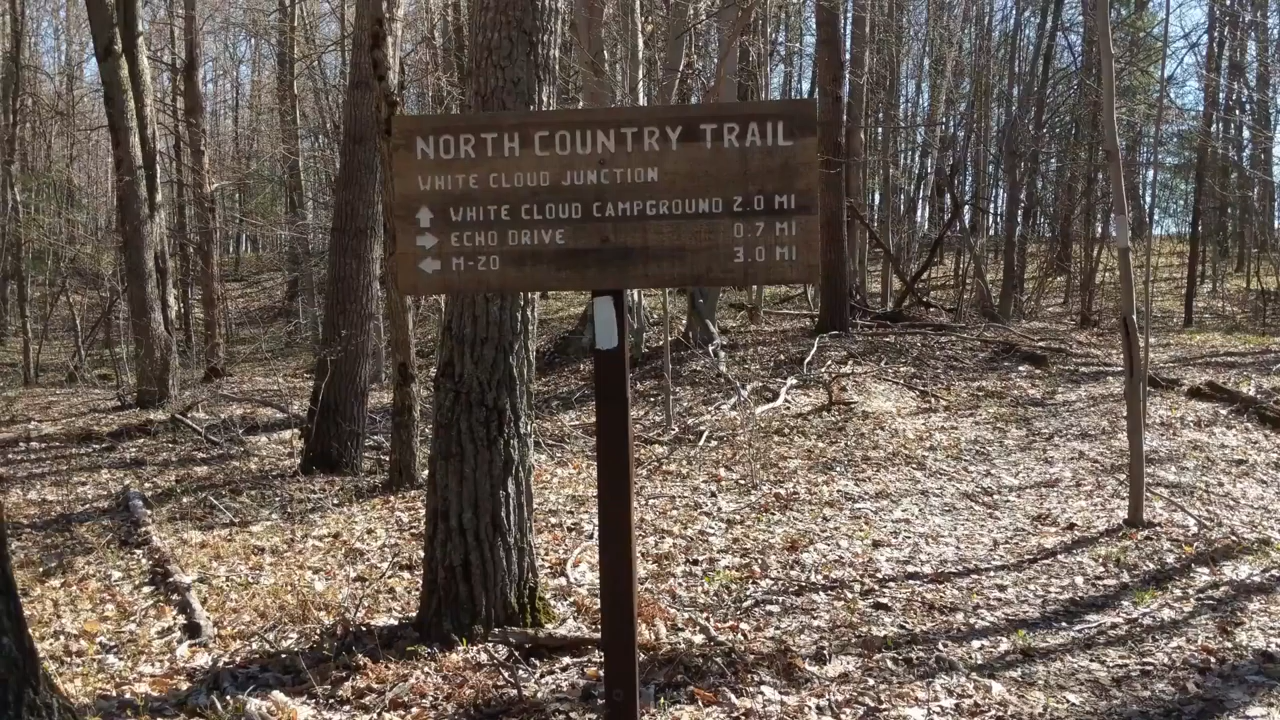 NORTH COUNTRY TRAIL
WHITE CLOUD JUNCTION
WHITE CLOUD CAMPGROUND 2.0 MI
ECHO DRIVE 0.7 MI
M-20 3.0 MI